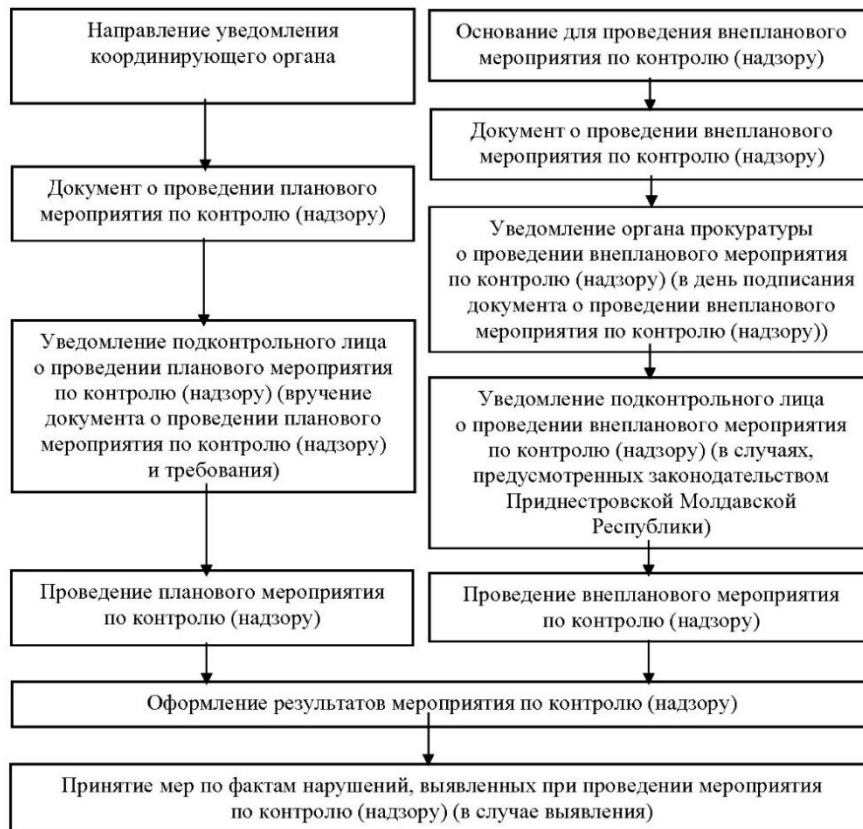 Направление уведомления
координирующего органа
Документ о проведении планового
мероприятия по контролю (надзору)
Уведомление подконтрольного лица
о проведении планового мероприятия
по контролю (надзору) (вручение
документа о проведении планового
мероприятия по контролю (надзору)
и требования)
Проведение планового мероприятия
по контролю (надзору)
Основание для проведения внепланового
мероприятия по контролю (надзору)
Документ о проведении внепланового
мероприятия по контролю (надзору)
Уведомление органа прокуратуры
о проведении внепланового мероприятия
по контролю (надзору) (в день подписания
документа о проведении внепланового
мероприятия по контролю (надзору))
Уведомление подконтрольного лица
о проведении внепланового мероприятия
по контролю (надзору) (в случаях,
предусмотренных законодательством
Приднестровской Молдавской
Республики)
Проведение внепланового мероприятия
по контролю (надзору)
Оформление результатов мероприятия по контролю (надзору)
Принятие мер по фактам нарушений, выявленных при проведении мероприятия
по контролю (надзору) (в случае выявления)